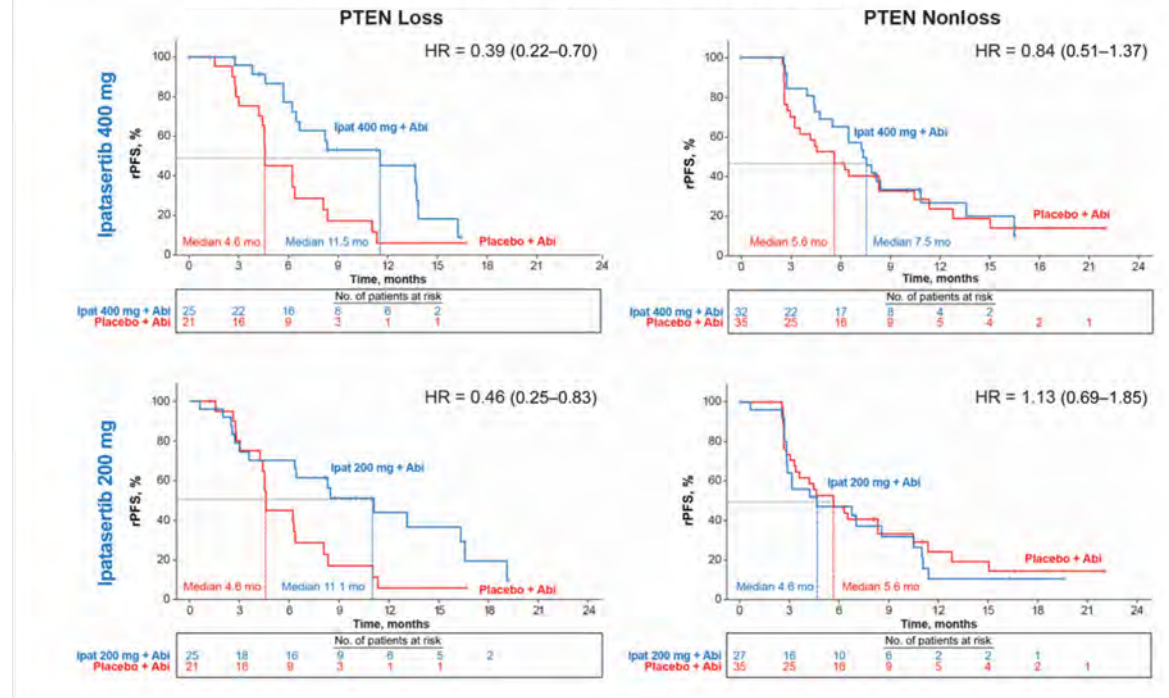 PTEN Loss
PTEN Nonloss
Ipatasertib 400 mg
HR = 0.39 (0.22–0.70)
rPFS, %
100
80
60
40
20
0
Ipat 400 mg + Abi
Placebo + Abi
Median 4.6 mo
Median 11.5 mo
0 3 6 9 12 15 18 21 24
Time, months
No. of patients at risk
Ipat 400 mg + Abi 25 22 16 8 6 2
Placebo + Abi 21 16 9 3 1 1
HR = 0.84 (0.51–1.37)
rPFS, %
100
80
60
40
20
0
Ipat 400 mg + Abi
Placebo + Abi
Median 5.6 mo
Median 7.5 mo
0 3 6 9 12 15 18 21 24
Time, months
No. of patients at risk
Ipat 400 mg + Abi 32 22 17 8 4 2
Placebo + Abi 35 25 16 9 5 4 2 1
Ipatasertib 200 mg
HR = 0.46 (0.25–0.83)
rPFS, %
100
80
60
40
20
0
Ipat 200 mg + Abi
Placebo + Abi
Median 4.6 mo
Median 11.1 mo
0 3 6 9 12 15 18 21 24
Time, months
No. of patients at risk
Ipat 200 mg + Abi 25 18 16 9 6 5 2
Placebo + Abi 21 16 9 3 1 1
HR = 1.13 (0.69–1.85)
rPFS, %
100
80
60
40
20
0
Ipat 200 mg + Abi
Placebo + Abi
Median 4.6 mo
Median 5.6 mo
0 3 6 9 12 15 18 21 24
Time, months
No. of patients at risk
Ipat 200 mg + Abi 27 16 10 6 2 2 1
Placebo + Abi 35 25 16 9 5 4 2 1